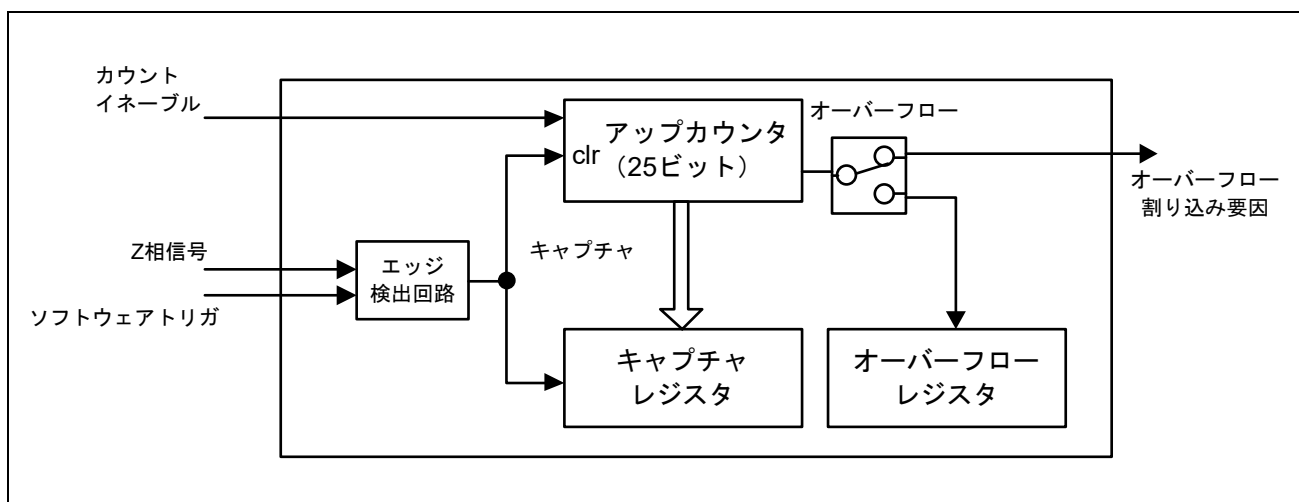 カウント
イネーブル
オーバーフロー
アップカウンタ
clr
（25ビット）
オーバーフロー
割り込み要因
Z相信号
エッジ
検出回路
キャプチャ
ソフトウェアトリガ
キャプチャ
レジスタ
オーバーフロー
レジスタ